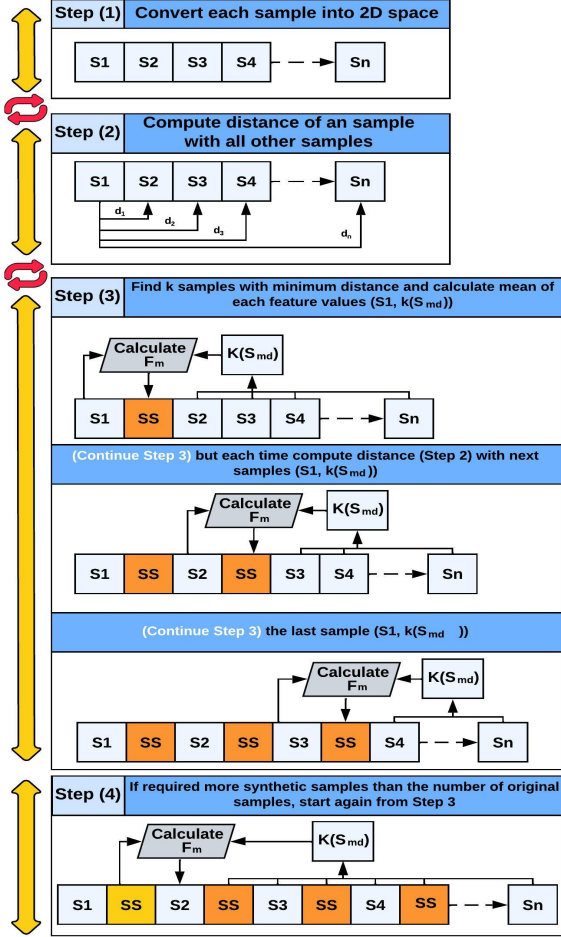 Step (1) Convert each sample into 2D space
S1 S2 S3 S4 Sn
Step (2) Compute distance of an sample
with all other samples
S1 S2 S3 S4 Sn
d1
d2
d3
dn
Step (3) Find k samples with minimum distance and calculate mean of
each feature values (S1, k(Smd))
Calculate
Fm
K(Smd)
S1 SS S2 S3 S4 Sn
(Continue Step 3) but each time compute distance (Step 2) with next
samples (S1, k(Smd))
Calculate
Fm
K(Smd)
S1 SS S2 SS S3 S4 Sn
(Continue Step 3) the last sample (S1, k(Smd ))
Calculate
Fm
K(Smd)
S1 SS S2 SS S3 SS S4 Sn
Step (4) If required more synthetic samples than the number of original
samples, start again from Step 3
Calculate
Fm
K(Smd)
S1 SS S2 SS S3 SS S4 SS Sn